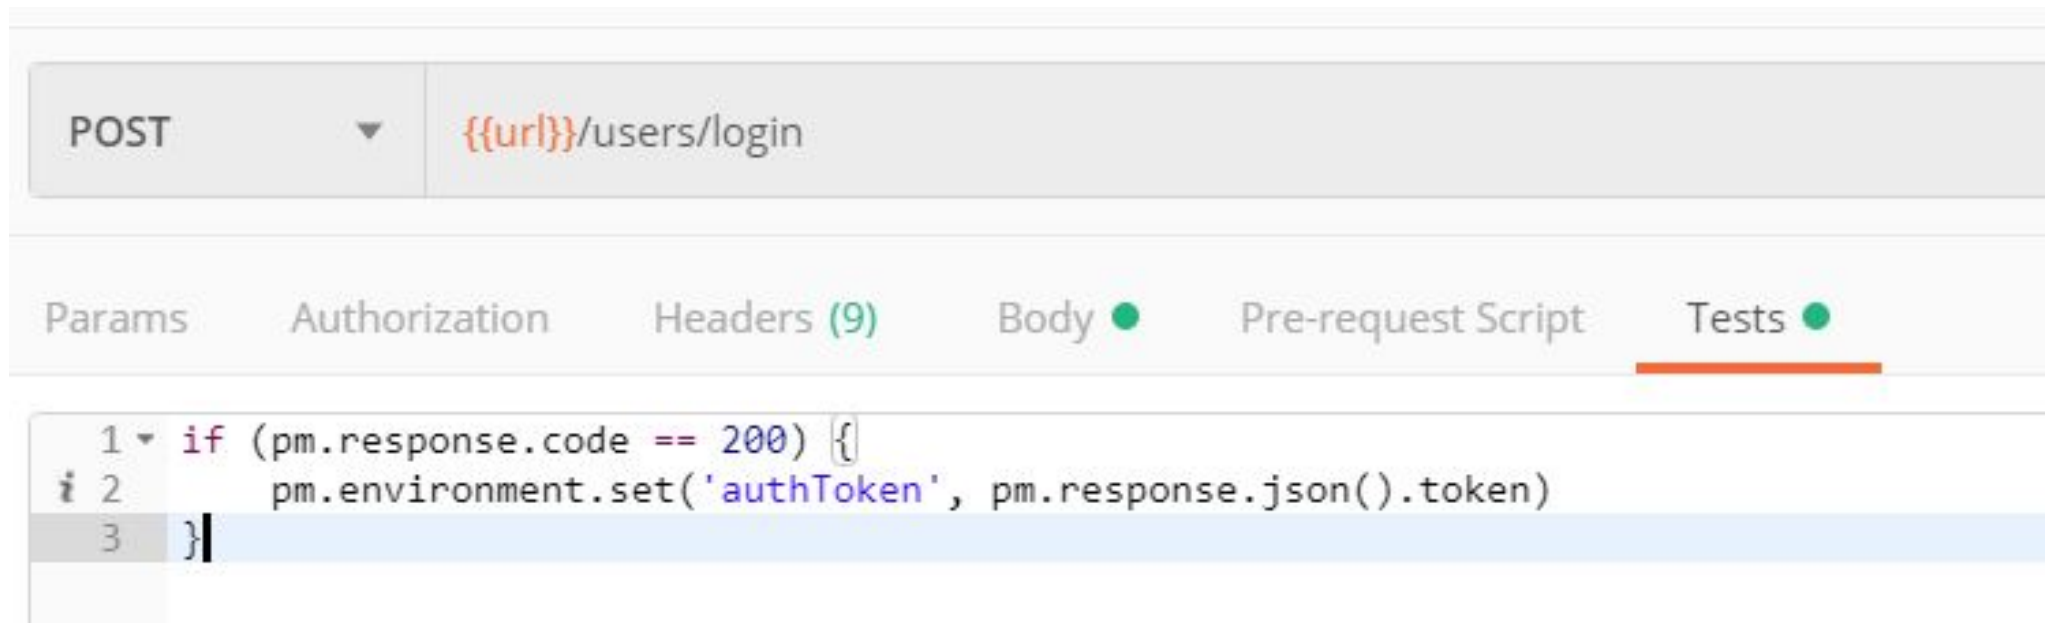 POST {{url}}/users/login
Params Authorization Headers (9) Body Pre-request Script Tests
1 if (pm.response.code == 200) {
i 2 pm.environment.set('authToken', pm.response.json().token)
3 }